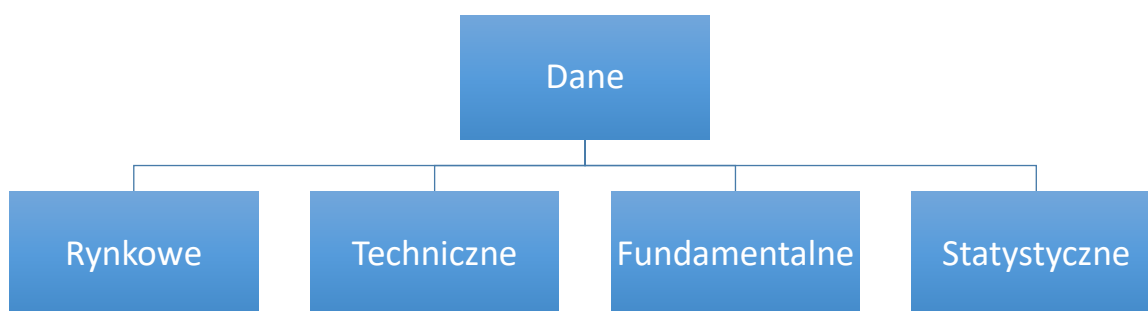 Dane
Rynkowe
Techniczne
Fundamentalne
Statystyczne